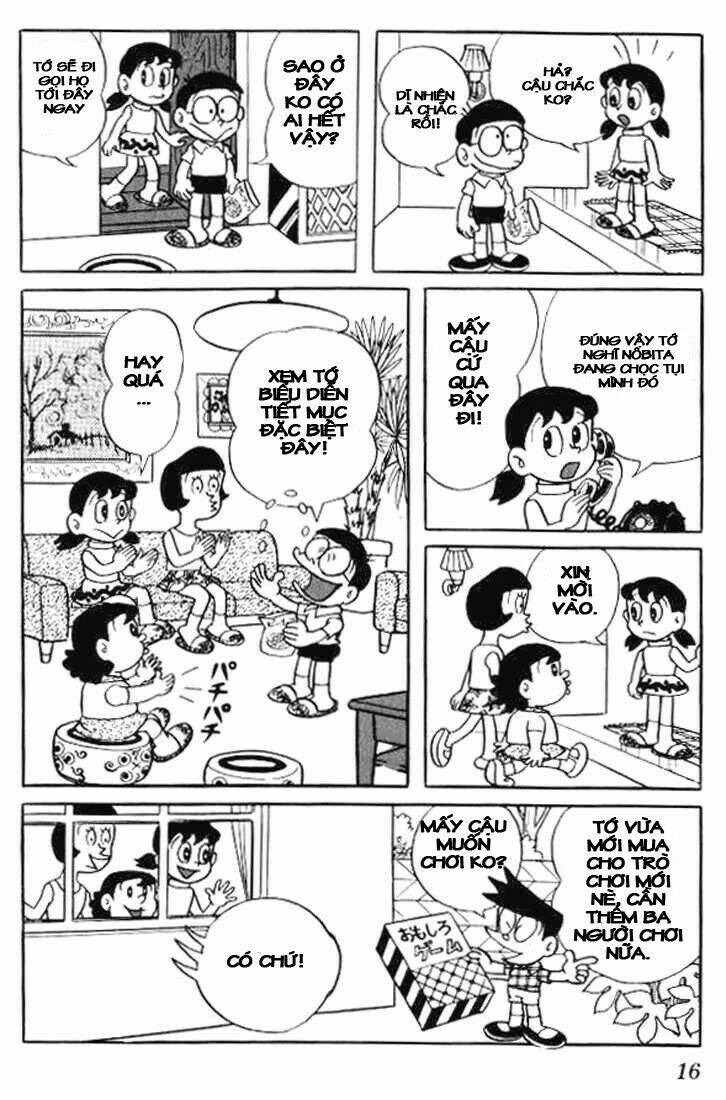 HẢ?
CẬU CHẮC
KO?
DĨ NHIÊN
LÀ CHẮC
RỒI!
SAO Ở
ĐÂY
KO CÓ
AI HẾT
VẬY?
TỚ SẼ ĐI
GỌI HỌ
TỚI ĐÂY
NGAY
ĐÚNG VẬY TỚ
NGHĨ NÔBITA
ĐANG CHỌC TỤI
MÌNH ĐÓ
MẤY
CẬU
CỨ
QUA
ĐÂY
ĐI!
XIN
MỜI
VÀO.
XEM TỚ
BIỂU DIỄN
TIẾT MỤC
ĐẶC BIỆT
ĐÂY!
HAY
QUÁ
...
パチパチ
TỚ VỪA
MỚI MUA
CHO TRÒ
CHƠI MỚI
NÈ, CẦN
THÊM BA
NGƯỜI CHƠI
NỮA.
MẤY CẬU
MUỐN
CHƠI KO?
おもしろ
ゲーム
CÓ CHỨ!
16